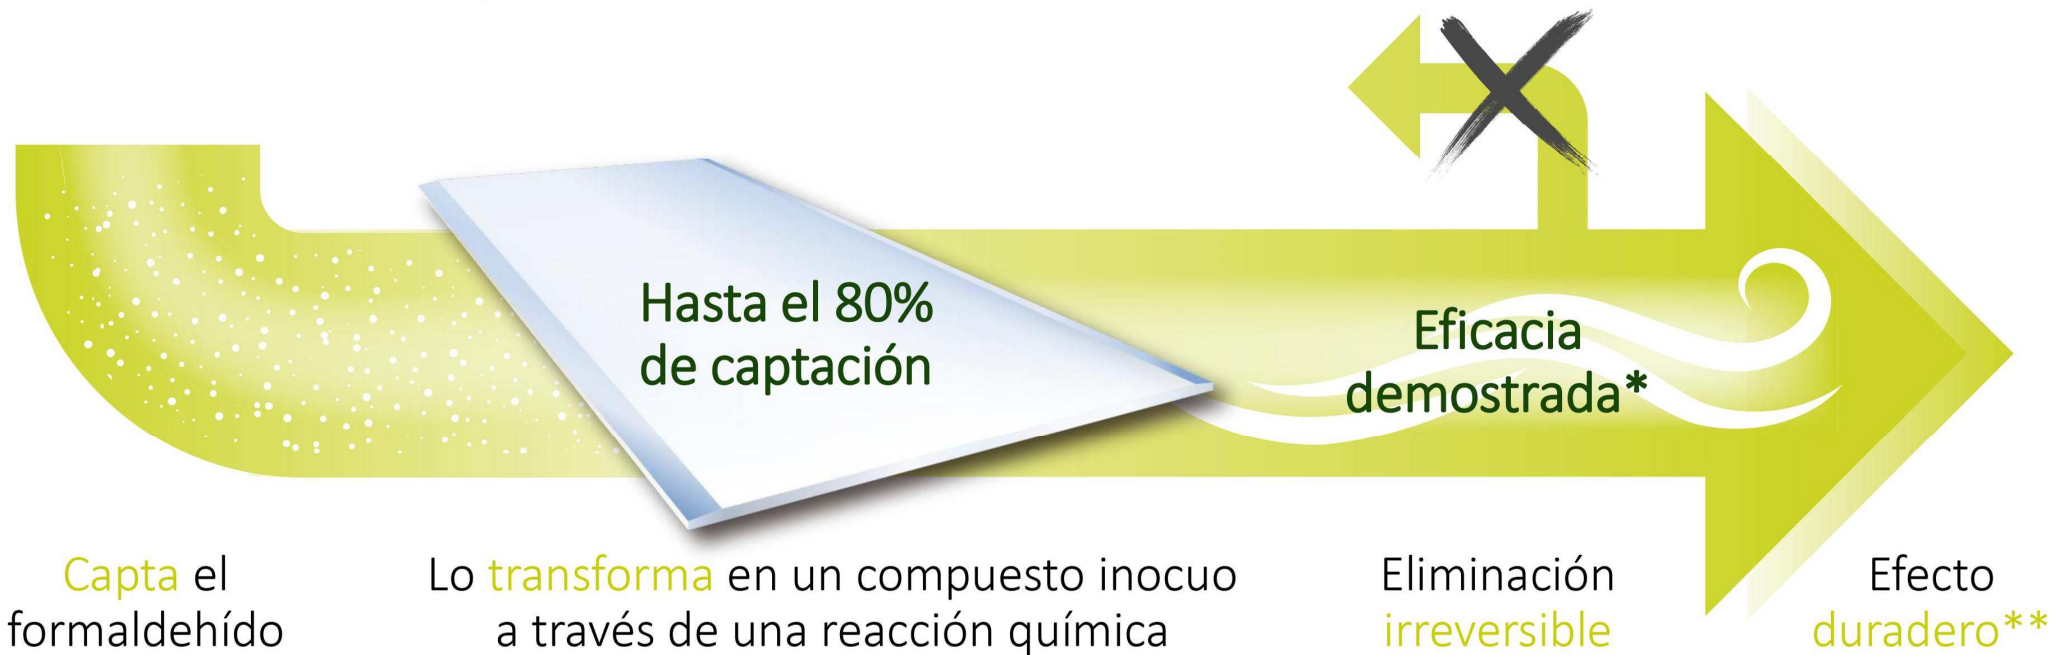 Hasta el 80%
de captación
Eficacia
demostrada*
Capta el
formaldehído
Lo transforma en un compuesto inocuo
a través de una reacción química
Eliminación
irreversible
Efecto
duradero**